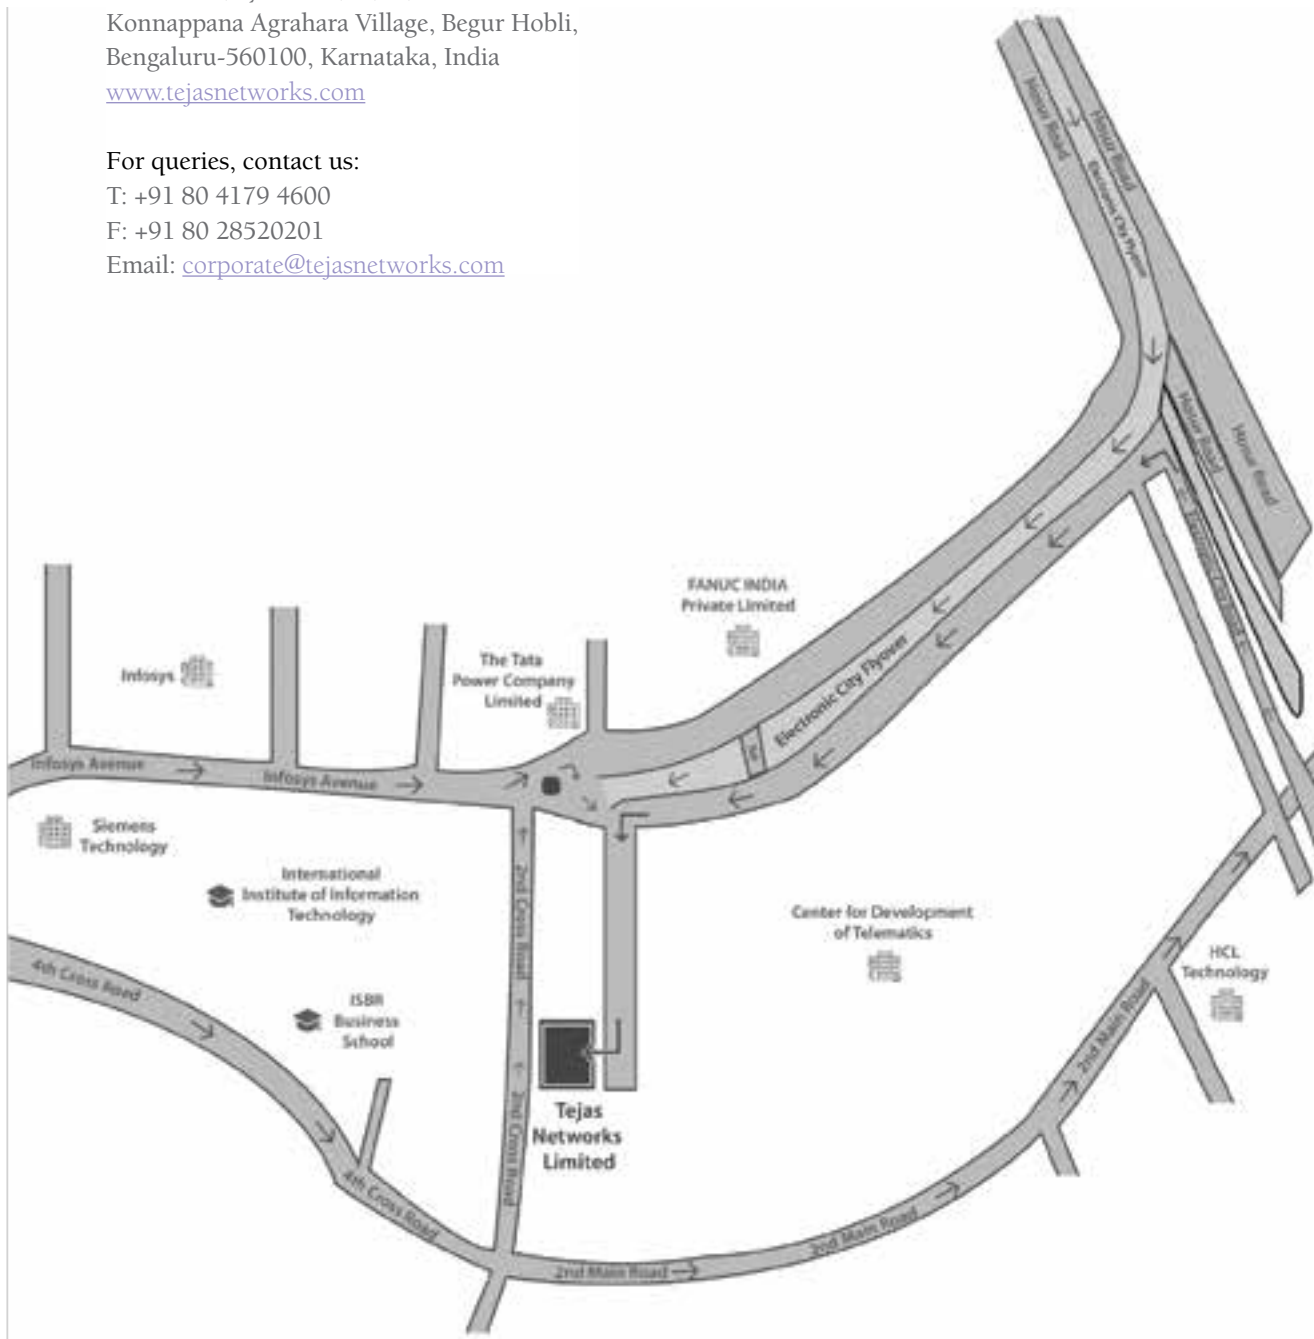 Konnappana Agrahara Village, Begur Hobli,
Bengaluru-560100, Karnataka, India
www.tejasnetworks.com
For queries, contact us:
T: +91 80 4179 4600
F: +91 80 28520201
Email: corporate@tejasnetworks.com
Hosur Road
Hosur Road
Electronic City Flyover
Hosur Road
Hosur Road
FANUC INDIA
Private Limited
The Tata
Power Company
Limited
Infosys
Electronic City Flyover
Infosys Avenue
Infosys Avenue
Siemens
Technology
International
Institute of Information
Technology
2nd Cross Road
Center for Development
of Telematics
HCL
Technology
4th Cross Road
ISBR
Business
School
2nd Main Road
2nd Cross Road
Tejas
Networks
Limited
4th Cross Road
2nd Main Road
2nd Main Road